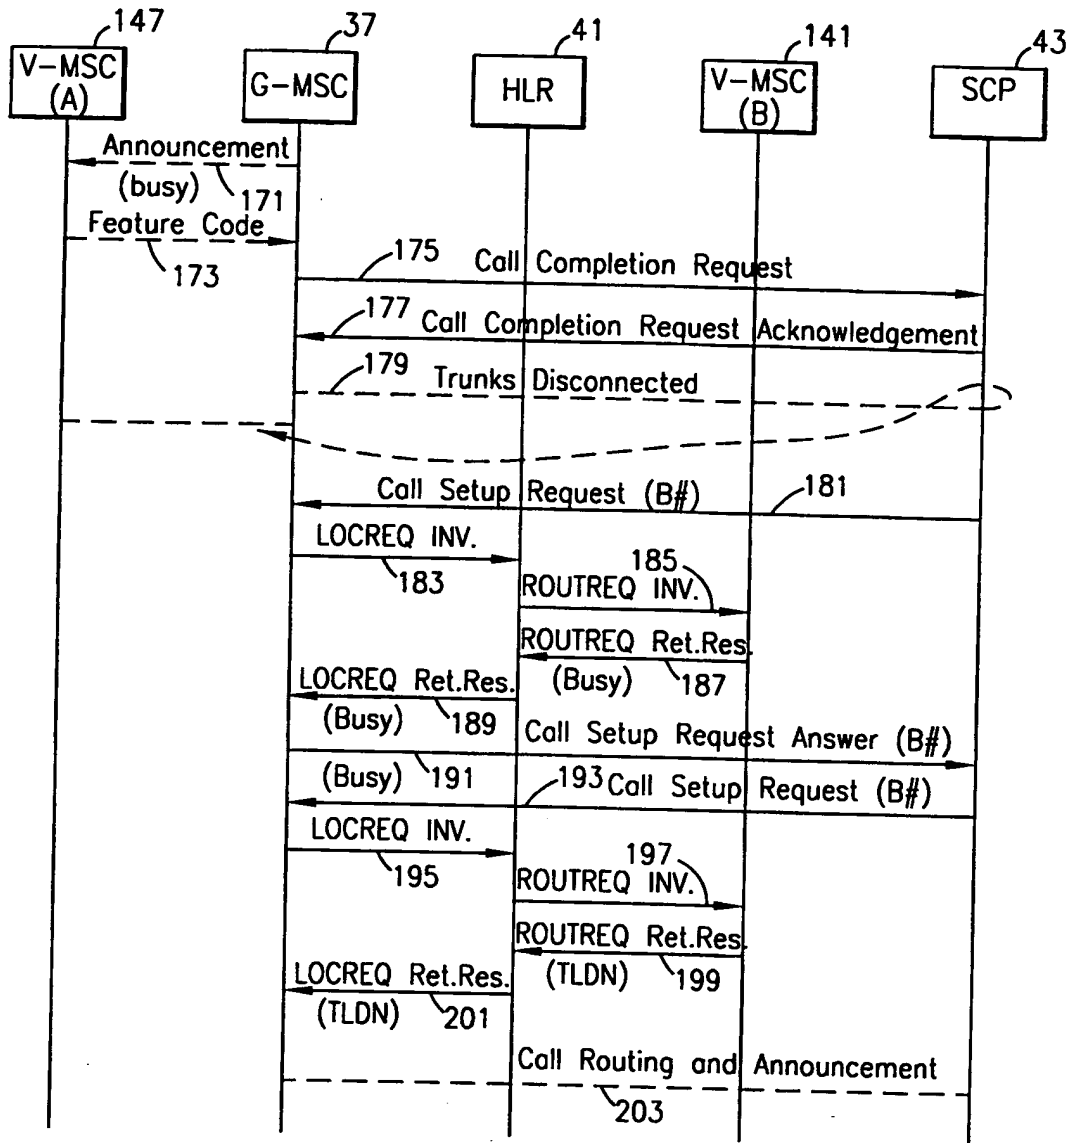 147
37
41
141
43
V-MSC
(A)
G-MSC
HLR
V-MSC
(B)
SCP
Announcement
(busy)
171
Feature Code
173
175
Call Completion Request
177
Call Completion Request Acknowledgement
179
Trunks Disconnected
Call Setup Request (B#)
181
LOCREQ INV.
183
185
ROUTREQ INV.
ROUTREQ Ret.Res.
(Busy)
187
LOCREQ Ret.Res.
(Busy)
189
Call Setup Request Answer (B#)
(Busy)
191
193
Call Setup Request (B#)
LOCREQ INV.
195
197
ROUTREQ INV.
ROUTREQ Ret.Res.
(TLDN)
199
LOCREQ Ret.Res.
(TLDN)
201
Call Routing and Announcement
203